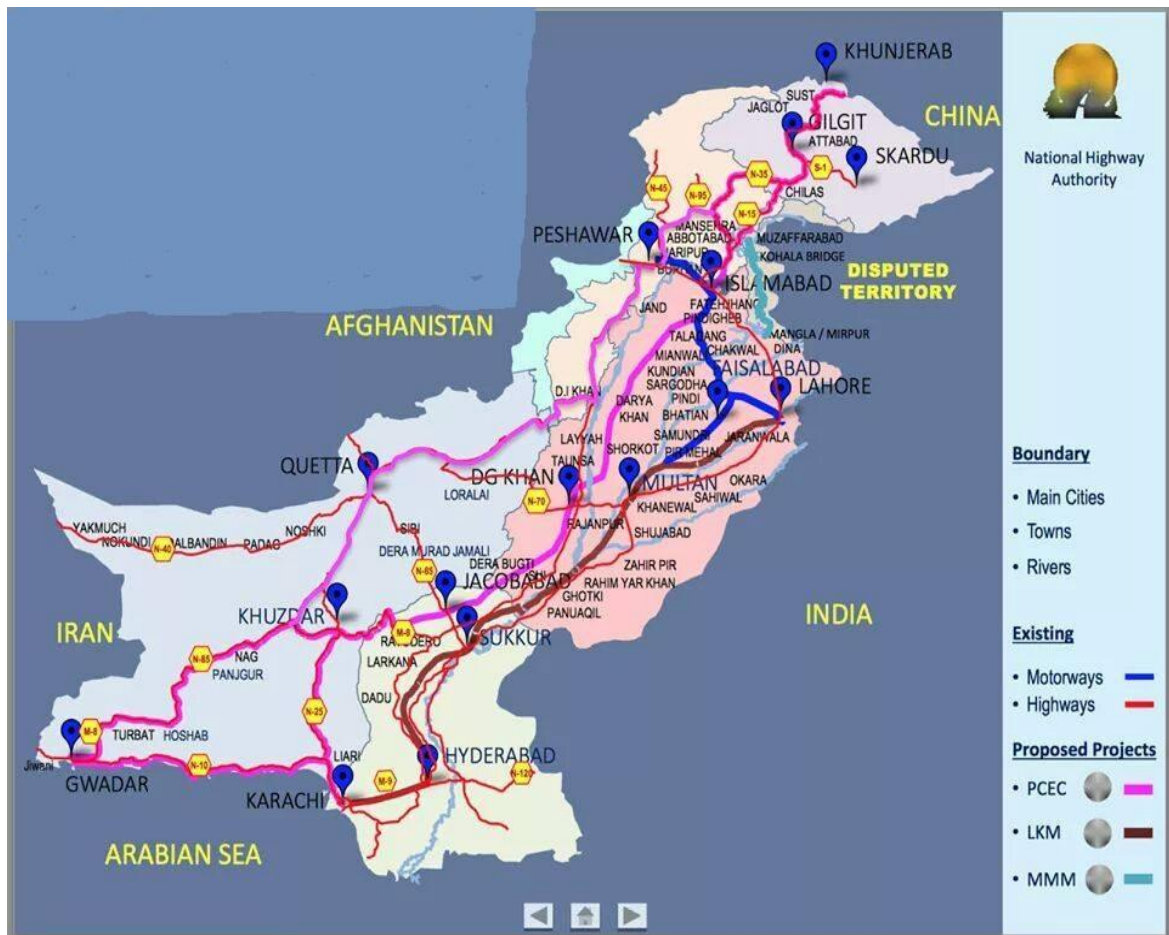 KHUNJERAB
SUST
JAGLOT
CHINA
GILGIT
ATTABAD
SKARDU
N-35
S-1
N-45
N-95
CHILAS
N-15
PESHAWAR
MANSEHRA
ABBOTABAD
MUZAFFARABAD
KOHALA BRIDGE
ISLAMABAD
DISPUTED
TERRITORY
JAND
PINDIGHEB
AFGHANISTAN
MANGLA / MIRPUR
CHAKWAL
DINA
KUNDIAN
FAISALABAD
SARGODHA
LAHORE
D.I KHAN
DARYA
KHAN
PINDI
BHATIAN
SAMUNDRI
JARANWALA
LAYYAH
SHORKOT
PIR MEHAL
QUETTA
TAUNSA
DG KHAN
LORALAI
MULTAN
OKARA
SAHIWAL
N-70
KHANEWAL
RAJANPUR
SHUJABAD
YAKMUCH
NOKUNDI
N-40
PADAG
NOSHKI
SIBI
DERA MURAD JAMALI
DERA BUGTI
ZAHIR PIR
N-65
JACOBABAD
RAHIM YAR KHAN
GHOTKI
PANUAQIL
KHUZDAR
INDIA
IRAN
M-8
SUKKUR
LARKANA
N-85
NAG
PANJGUR
DADU
N-25
M-8
TURBAT
HOSHAB
Jiwani
N-10
LIARI
HYDERABAD
GWADAR
M-9
N-120
KARACHI
ARABIAN SEA
National Highway
Authority
Boundary
• Main Cities
• Towns
• Rivers
Existing
• Motorways
• Highways
Proposed Projects
• PCEC
• LKM
• MMM